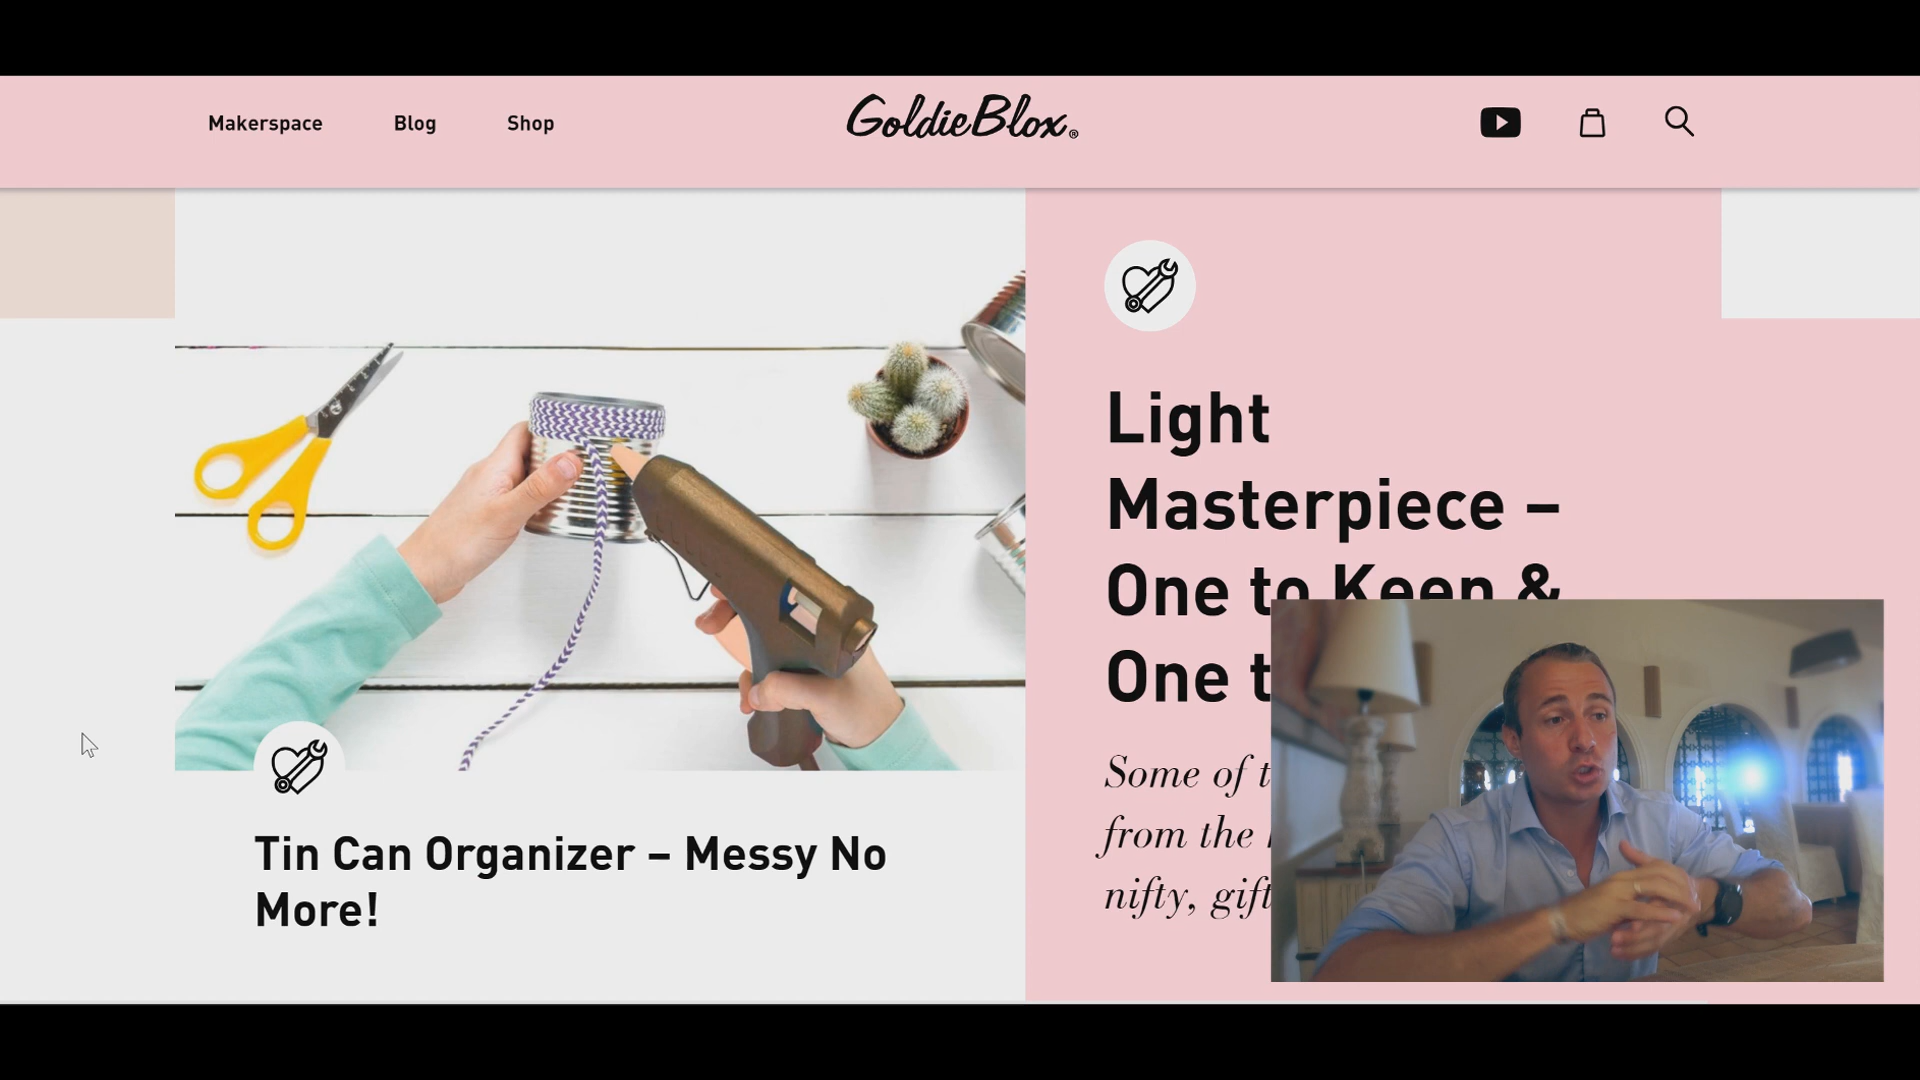 Makerspace
Blog
Shop
GoldieBlox®
Tin Can Organizer – Messy No
More!
Light
Masterpiece –
One to Keep &
One
Some of
from the
nifty,